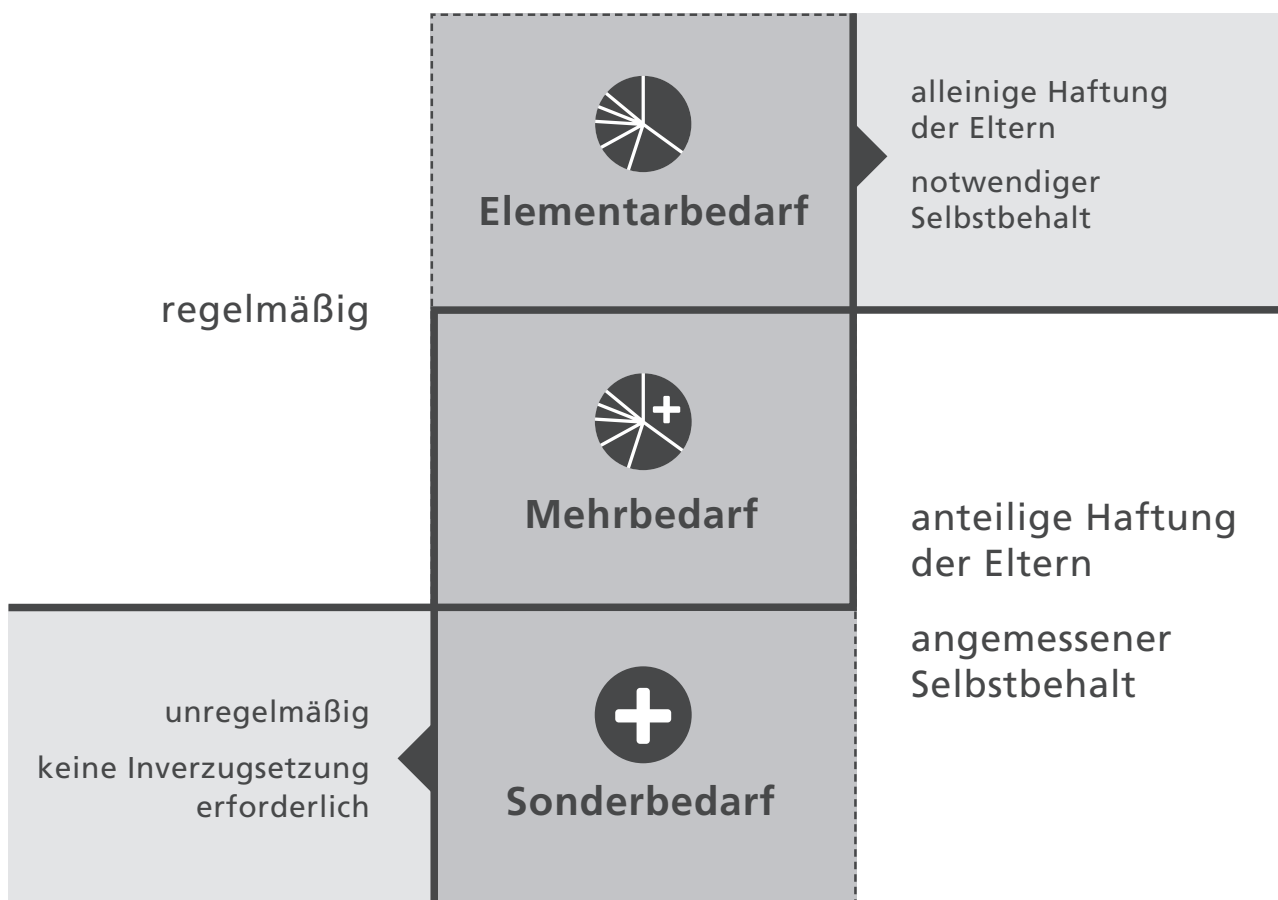 alleinige Haftung
der Eltern
notwendiger
Selbstbehalt
Elementarbedarf
regelmäßig
Mehrbedarf
anteilige Haftung
der Eltern
angemessener
Selbstbehalt
unregelmäßig
keine Inverzugsetzung
erforderlich
Sonderbedarf